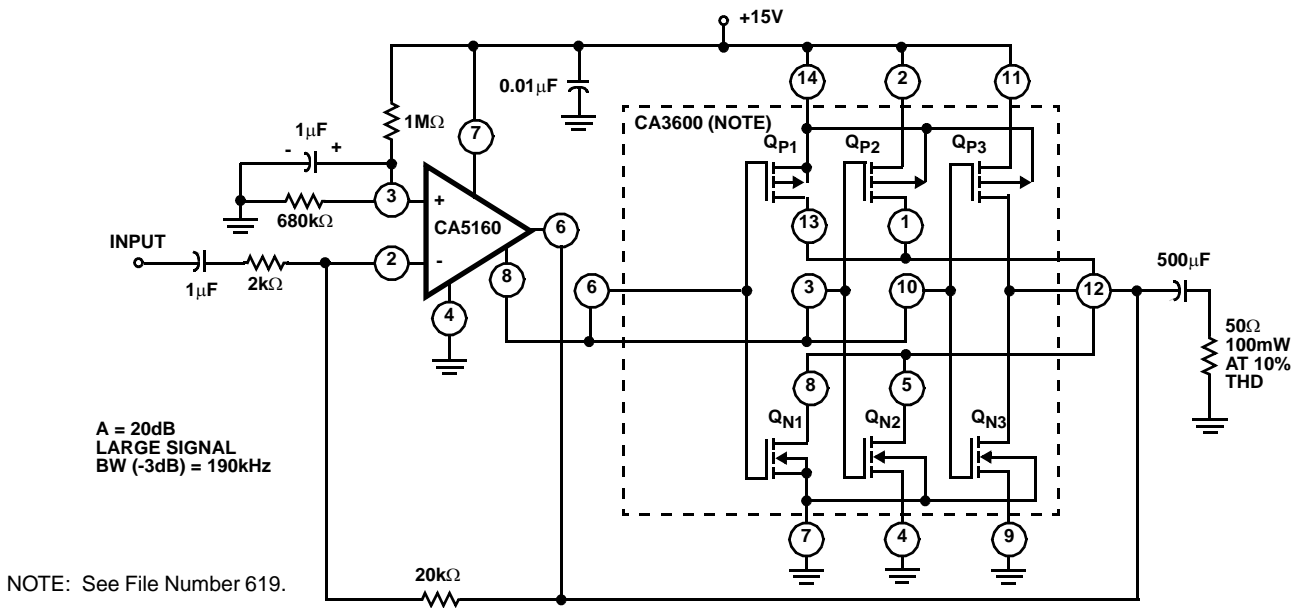 +15V
0.01μF
1MΩ
1μF
- +
680kΩ
3
7
+
CA5160
-
2
6
8
4
INPUT
1μF
2kΩ
14
2
11
CA3600 (NOTE)
QP1
QP2
QP3
13
1
6
3
10
12
8
5
QN1
QN2
QN3
7
4
9
500μF
50Ω
100mW
AT 10%
THD
A = 20dB
LARGE SIGNAL
BW (-3dB) = 190kHz
20kΩ
NOTE: See File Number 619.